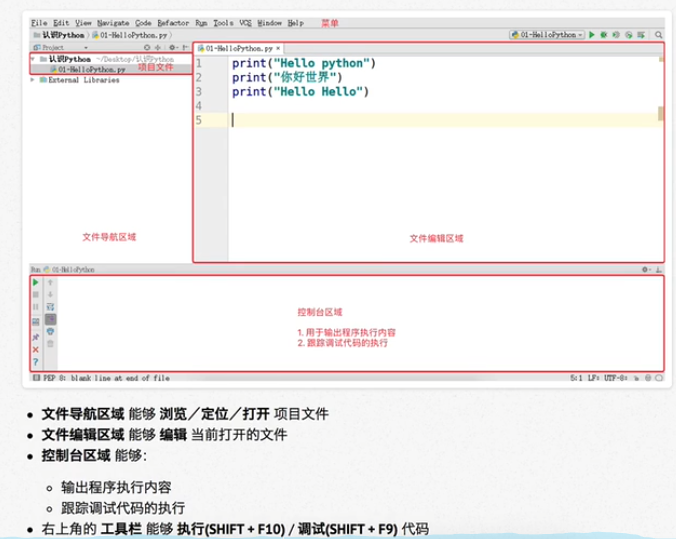 File Edit View Navigate Code Refactor Run Tools VCS Window Help 菜单
认识Python 01-HelloPython.py 01-HelloPython
Project 01-HelloPython.py ×
认识Python ~/Desktop/认识Python
01-HelloPython.py 项目文件
External Libraries
1 print("Hello python")
2 print("你好世界")
3 print("Hello Hello")
4
5
文件导航区域 文件编辑区域
Run 01-HelloPython
控制台区域
1. 用于输出程序执行内容
2. 跟踪调试代码的执行
PEP 8: blank line at end of file 5:1 LF: UTF-8:
• 文件导航区域 能够 浏览／定位／打开 项目文件
• 文件编辑区域 能够 编辑 当前打开的文件
• 控制台区域 能够：
◦ 输出程序执行内容
◦ 跟踪调试代码的执行
• 右上角的 工具栏 能够 执行(SHIFT + F10) / 调试(SHIFT + F9) 代码